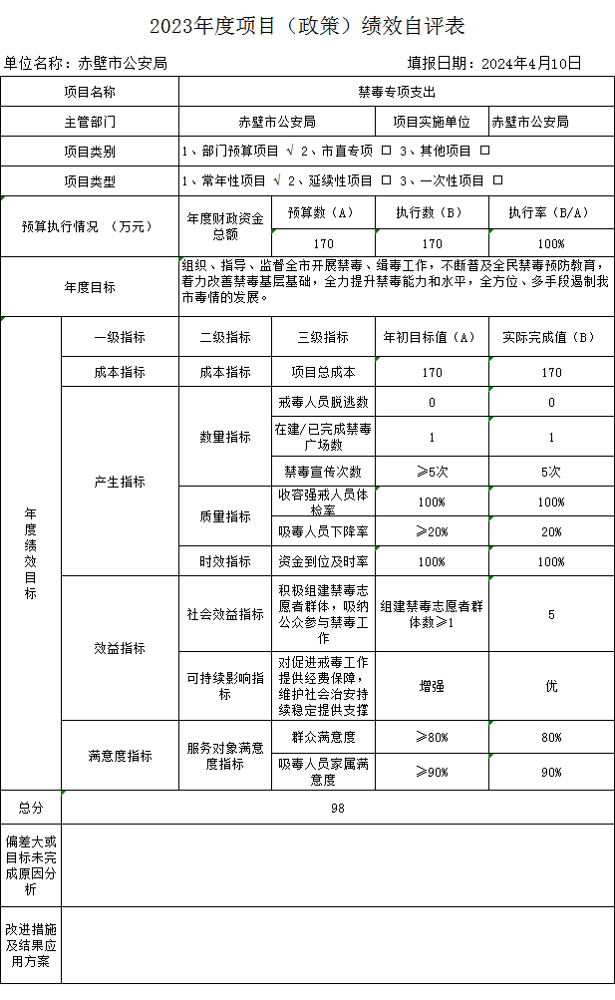 2023年度项目（政策）绩效自评表
单位名称：赤壁市公安局 填报日期：2024年4月10日
项目名称 禁毒专项支出
主管部门 赤壁市公安局 项目实施单位 赤壁市公安局
项目类别 1、部门预算项目 √ 2、市直专项 □ 3、其他项目 □
项目类型 1、常年性项目 √ 2、延续性项目 □ 3、一次性项目 □
预算执行情况 （万元） 年度财政资金
总额
预算数（A） 执行数（B） 执行率（B/A）
170 170 100%
年度目标
组织、指导、监督全市开展禁毒、缉毒工作，不断普及全民禁毒预防教育，
着力改善禁毒基层基础，全力提升禁毒能力和水平，全方位、多手段遏制我
市毒情的发展。
年
度
绩
效
目
标
一级指标 二级指标 三级指标 年初目标值（A） 实际完成值（B）
成本指标 成本指标 项目总成本 170 170
产生指标
数量指标
戒毒人员脱逃数 0 0
在建/已完成禁毒
广场数
1 1
禁毒宣传次数 ≥5次 5次
质量指标
收容强戒人员体
检率
100% 100%
吸毒人员下降率 ≥20% 20%
时效指标 资金到位及时率 100% 100%
效益指标
社会效益指标
积极组建禁毒志
愿者群体，吸纳
公众参与禁毒工
作
组建禁毒志愿者群
体数≥1
5
可持续影响指
标
对促进戒毒工作
提供经费保障，
维护社会治安持
续稳定提供支撑
增强 优
满意度指标
服务对象满意
度指标
群众满意度 ≥80% 80%
吸毒人员家属满
意度
≥90% 90%
总分 98
偏差大或
目标未完
成原因分
析
改进措施
及结果应
用方案